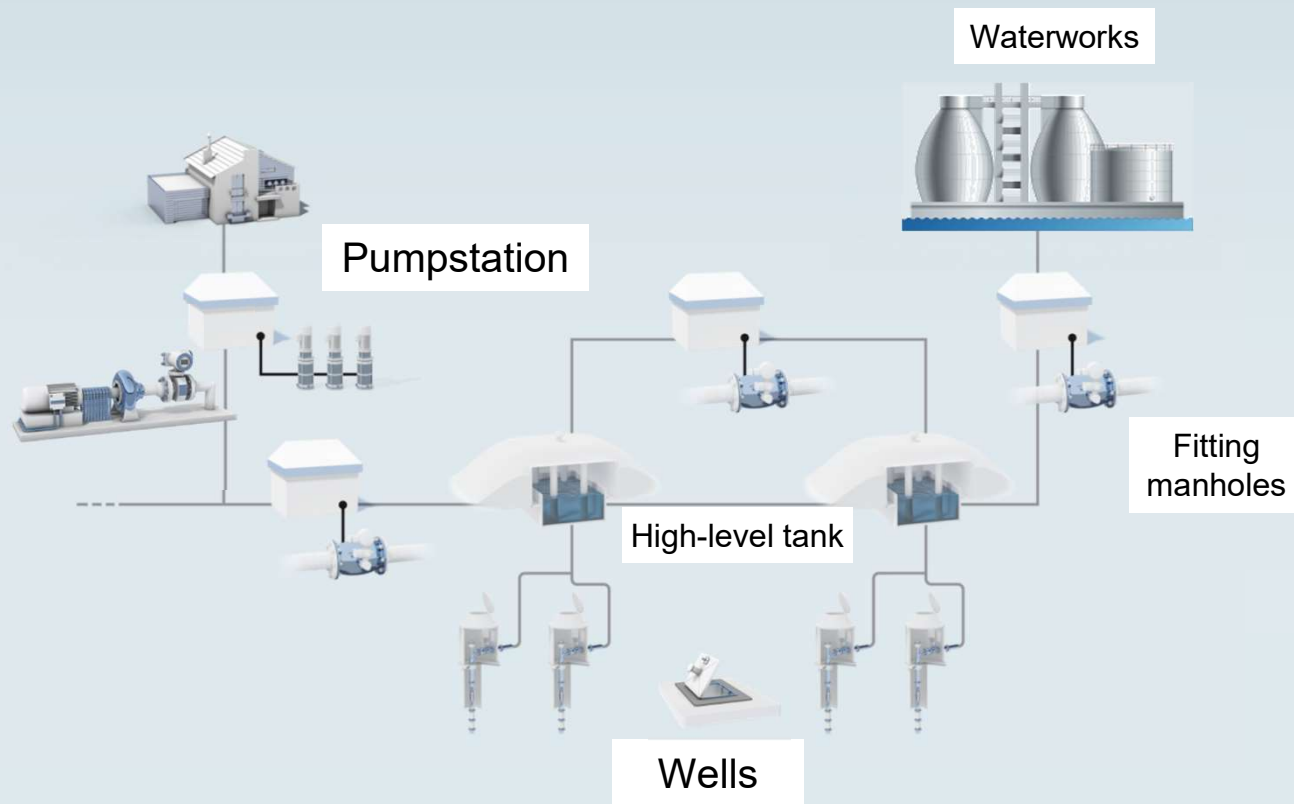 Waterworks
Pumpstation
Fitting
manholes
High-level tank
Wells